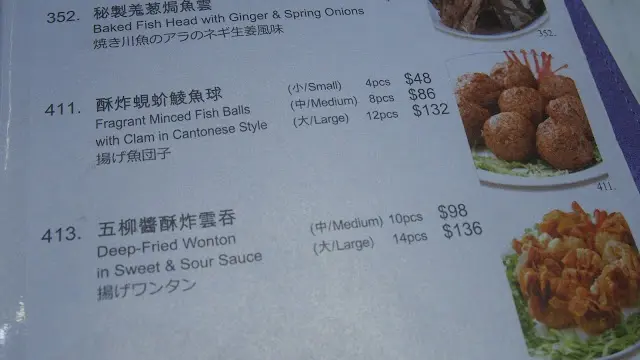 352. 秘製羗葱焗魚雲
Baked Fish Head with Ginger & Spring Onions
焼き川魚のアラのネギ生姜風味
352.
411. 酥炸蜆蚧鯪魚球 (小/Small) 4pcs $48
Fragrant Minced Fish Balls (中/Medium) 8pcs $86
with Clam in Cantonese Style (大/Large) 12pcs $132
揚げ魚団子
411.
413. 五柳醬酥炸雲吞 (中/Medium) 10pcs $98
Deep-Fried Wonton (大/Large) 14pcs $136
in Sweet & Sour Sauce
揚げワンタン